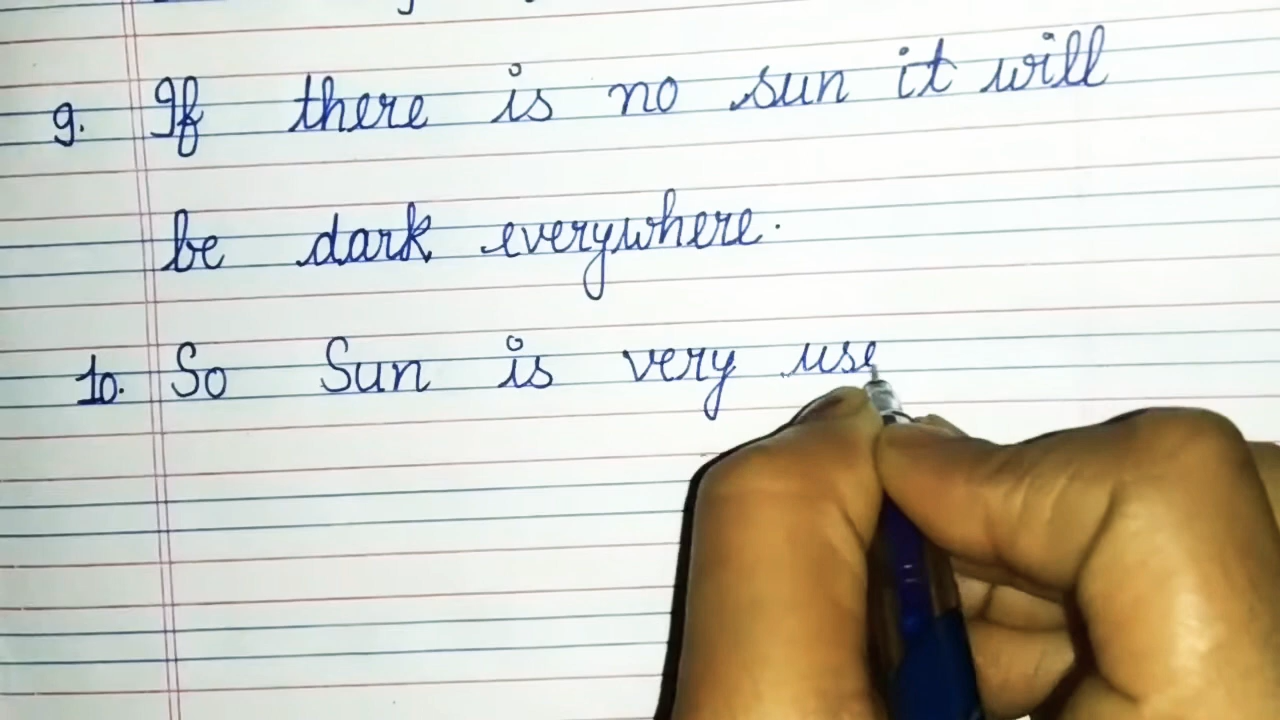 9. If there is no sun it will
be dark everywhere.
10. So Sun is very use